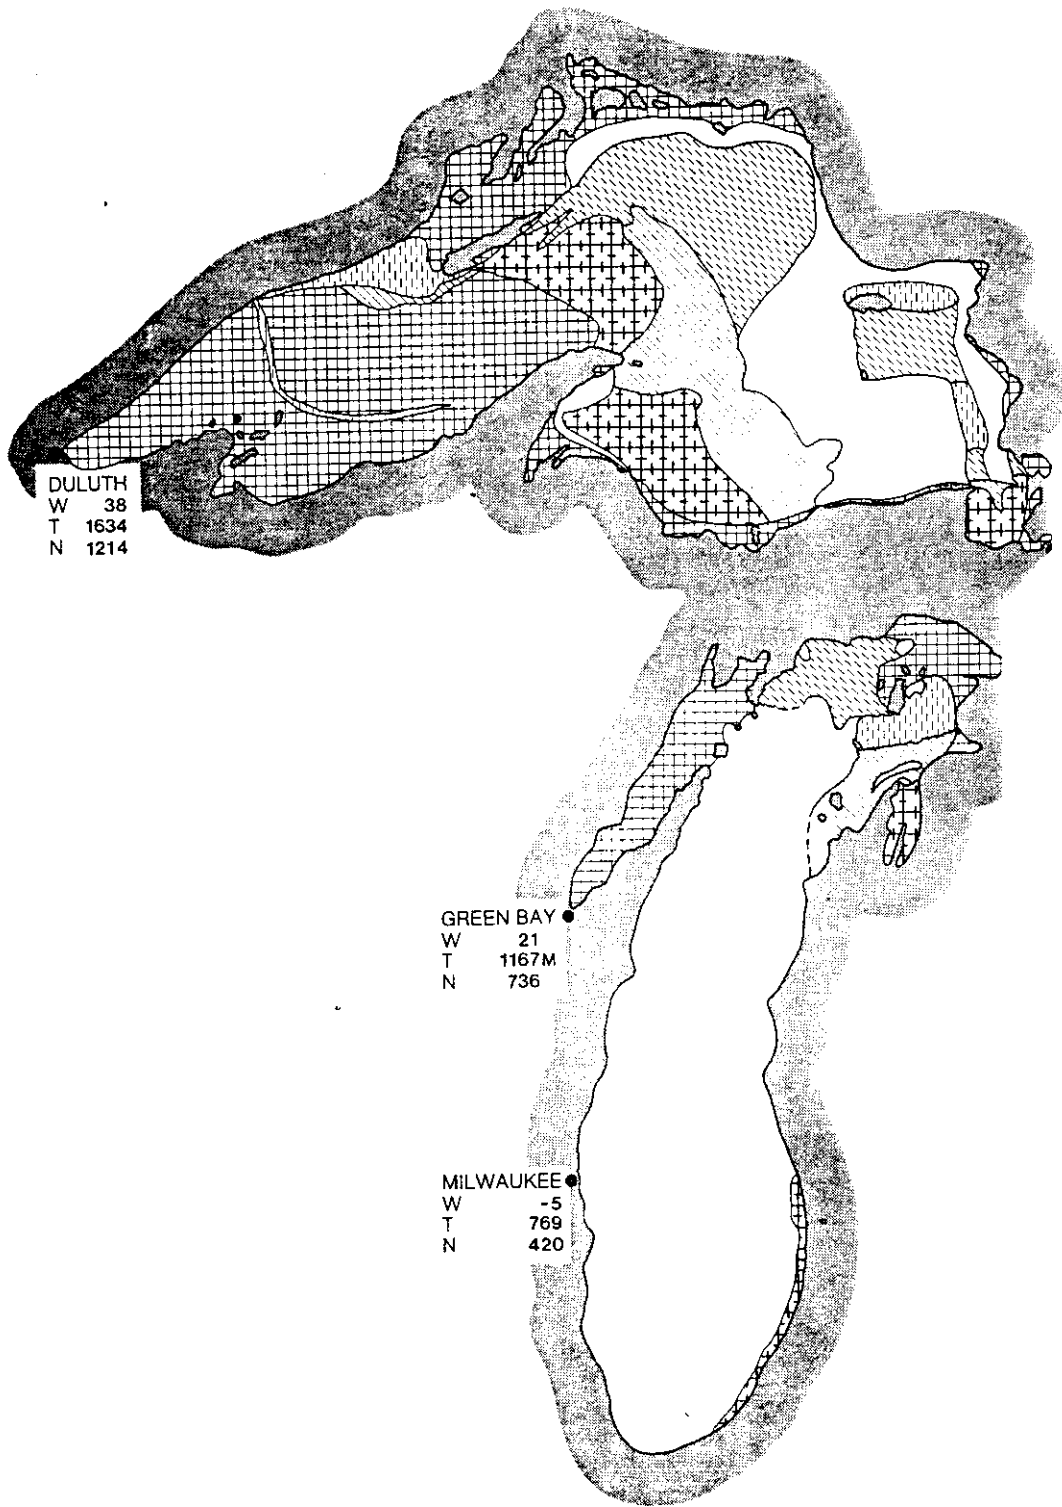 DULUTH
W 38
T 1634
N 1214
GREEN BAY
W 21
T 1167M
N 736
MILWAUKEE
W -5
T 769
N 420